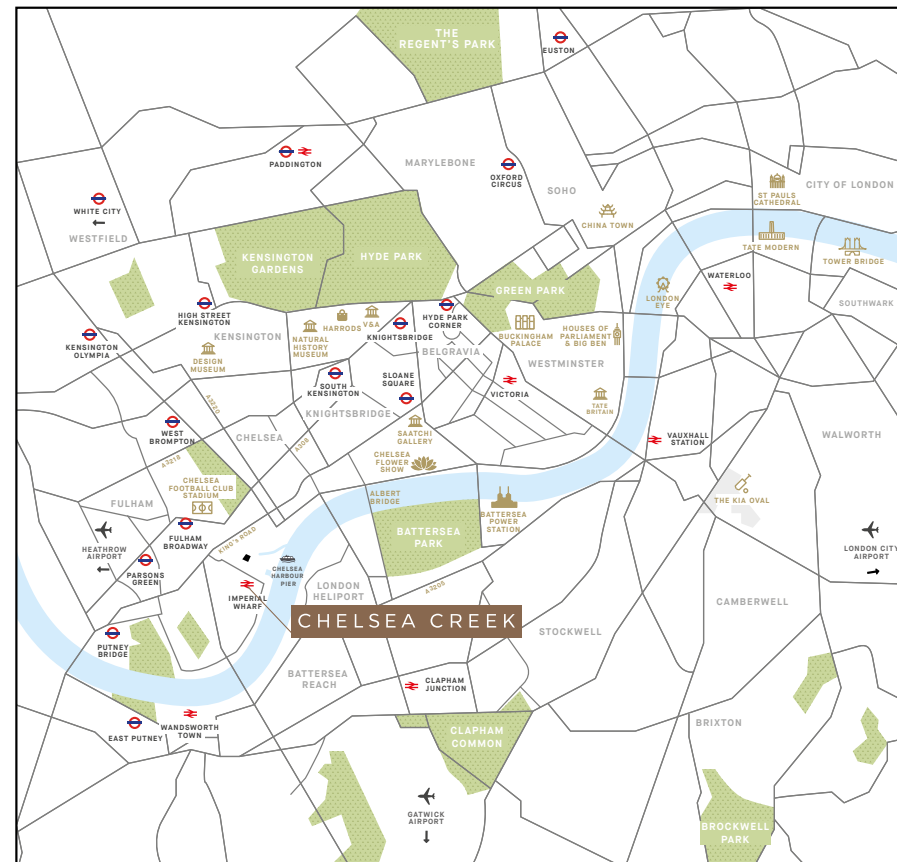 THE
REGENT'S PARK
EUSTON
PADDINGTON
MARYLEBONE
OXFORD
CIRCUS
SOHO
ST PAULS
CATHEDRAL
CITY OF LONDON
WHITE CITY
WESTFIELD
CHINA TOWN
KENSINGTON
GARDENS
HYDE PARK
TATE MODERN
TOWER BRIDGE
GREEN PARK
LONDON
EYE
WATERLOO
SOUTHWARK
HIGH STREET
KENSINGTON
KENSINGTON
HARRODS
V&A
KNIGHTSBRIDGE
HYDE PARK
CORNER
BUCKINGHAM
PALACE
HOUSES OF
PARLIAMENT
& BIG BEN
KENSINGTON
OLYMPIA
DESIGN
MUSEUM
NATURAL
HISTORY
MUSEUM
BELGRAVIA
WESTMINSTER
SOUTH
KENSINGTON
SLOANE
SQUARE
VICTORIA
TATE
BRITAIN
A3220
KNIGHTSBRIDGE
WEST
BROMPTON
CHELSEA
A308
SAATCHI
GALLERY
VAUXHALL
STATION
WALWORTH
A3218
CHELSEA
FLOWER
SHOW
CHELSEA
FOOTBALL CLUB
STADIUM
ALBERT
BRIDGE
BATTERSEA
POWER
STATION
THE KIA OVAL
FULHAM
FULHAM
BROADWAY
KING'S ROAD
BATTERSEA
PARK
HEATHROW
AIRPORT
LONDON CITY
AIRPORT
PARSONS
GREEN
CHELSEA
HARBOUR
PIER
IMPERIAL
WHARF
LONDON
HELIPORT
A3205
CAMBERWELL
CHELSEA CREEK
STOCKWELL
PUTNEY
BRIDGE
BATTERSEA
REACH
CLAPHAM
JUNCTION
EAST PUTNEY
WANDSWORTH
TOWN
CLAPHAM
COMMON
BRIXTON
GATWICK
AIRPORT
BROCKWELL
PARK